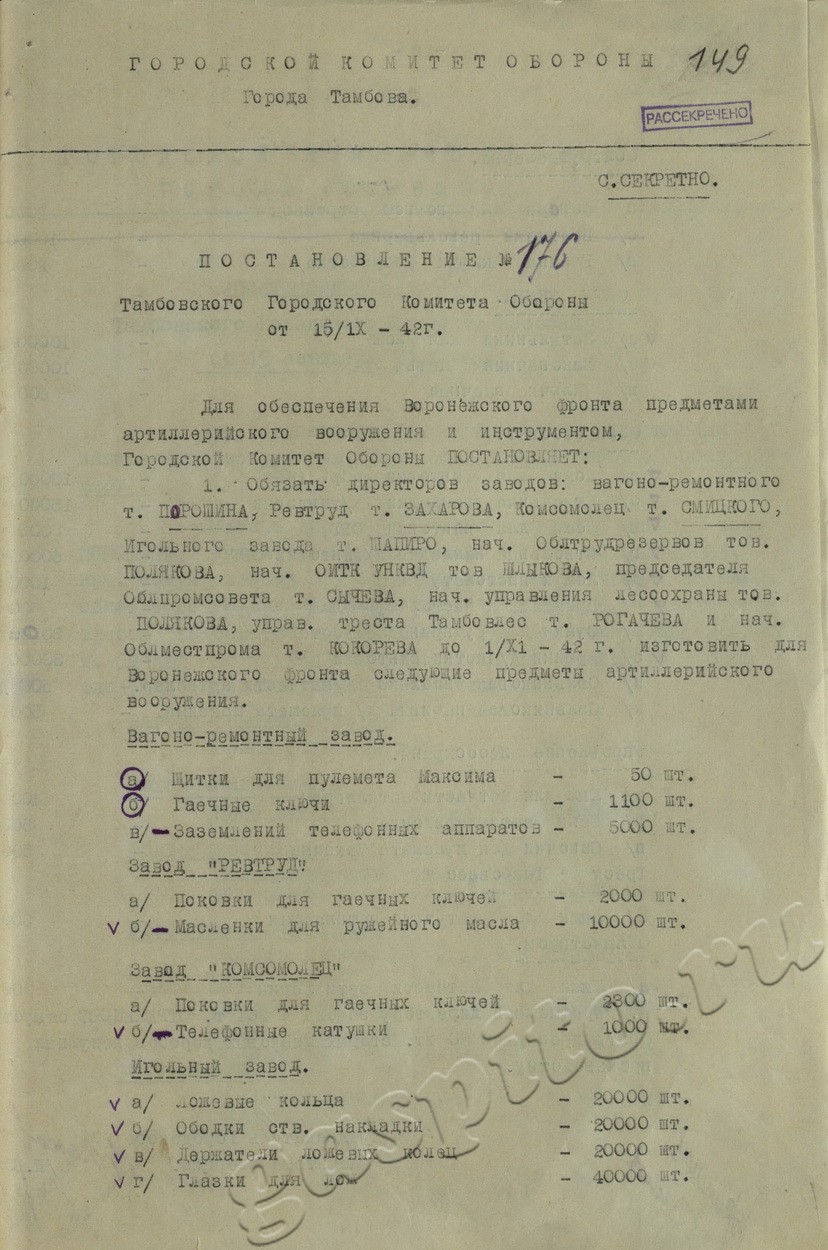 ГОРОДСКОЙ КОМИТЕТ ОБОРОНЫ 149
Города Тамбова.
РАССЕКРЕЧЕНО
С.СЕКРЕТНО.
ПОСТАНОВЛЕНИЕ № 176
Тамбовского Городского Комитета Обороны
от 15/1X - 42г.
Для обеспечения Воронежского фронта предметами
артиллерийского вооружения и инструментом,
Городской Комитет Обороны ПОСТАНОВЛЯЕТ:
1. Обязать директоров заводов: вагоно-ремонтного
т. ПОРОШИНА, Ревтруд т. ЗАХАРОВА, Комсомолец т. СМИЦКОГО,
Игольного завода т. ШАПИРО, нач. Облтрудрезервов тов.
ПОЛЯКОВА, нач. ОИТК УНКВД тов ШЛЫКОВА, председателя
Облпромсовета т. СЫЧЕВА, нач. управления лесоохраны тов.
ПОЛЯКОВА, управ. треста Тамбовлес т. РОГАЧЕВА и нач.
Облместпрома т. КОКОРЕВА до 1/X1 - 42 г. изготовить для
Воронежского фронта следующие предметы артиллерийского
вооружения.
Вагоно-ремонтный завод.
а/ Щитки для пулемета Максима - 50 шт.
б/ Гаечные ключи - 1100 шт.
в/ Заземлений телефонных аппаратов - 5000 шт.
Завод "РЕВТРУД"
а/ Поковки для гаечных ключей - 2000 шт.
V б/ Масленки для ружейного масла - 10000 шт.
Завод "КОМСОМОЛЕЦ"
а/ Поковки для гаечных ключей - 2300 шт.
V б/ Телефонные катушки - 1000 шт.
Игольный завод.
V а/ ложевые кольца - 20000 шт.
V б/ Ободки ств. накладки - 20000 шт.
V в/ Держатели ложевых колец - 20000 шт.
V г/ Глазки для - 40000 шт.